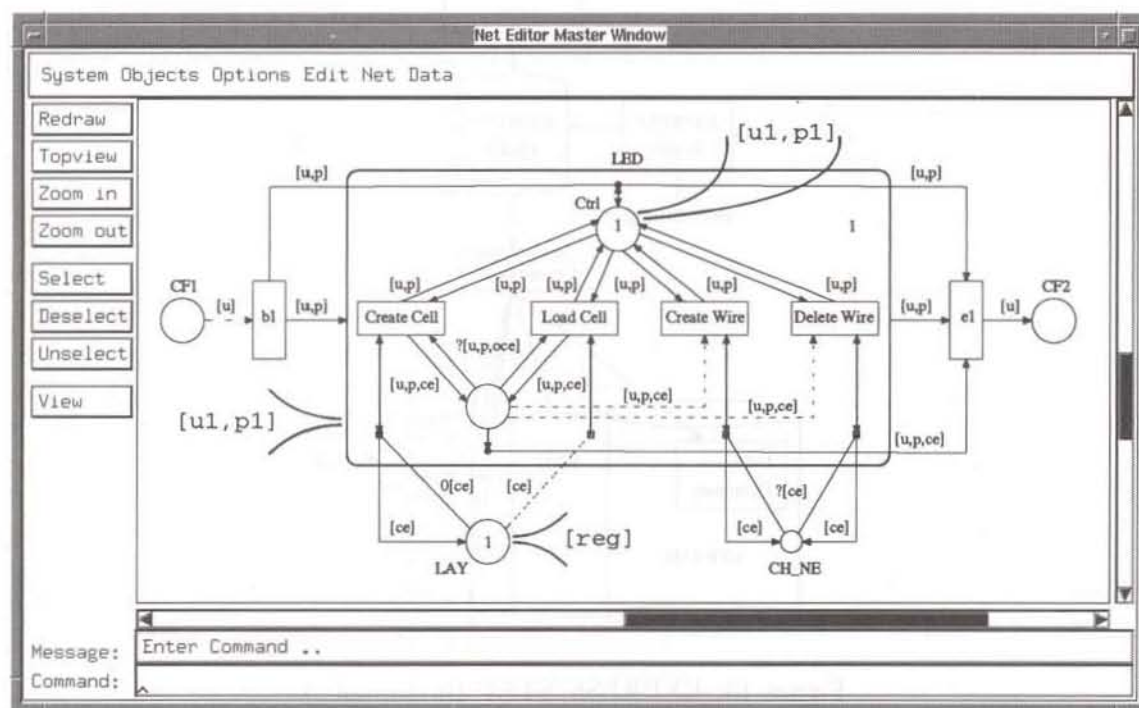 Net Editor Master Window
System Objects Options Edit Net Data
Redraw
Topview
Zoom in
Zoom out
Select
Deselect
Unselect
View
[u1,p1]
LED
[u,p]
[u,p]
Ctrl
1
1
CF1
[u]
b1
[u,p]
[u,p]
[u,p]
[u,p]
[u,p]
[u,p]
[u,p]
Create Cell
Load Cell
Create Wire
Delete Wire
[u,p]
e1
[u]
CF2
?[u,p,oce]
[u,p,ce]
[u,p,ce]
[u,p,ce]
[u,p,ce]
[u1,p1]
[u,p,ce]
0[ce]
[ce]
?[ce]
[ce]
1
[reg]
[ce]
[ce]
LAY
CH_NE
Message:
Enter Command ..
Command:
^